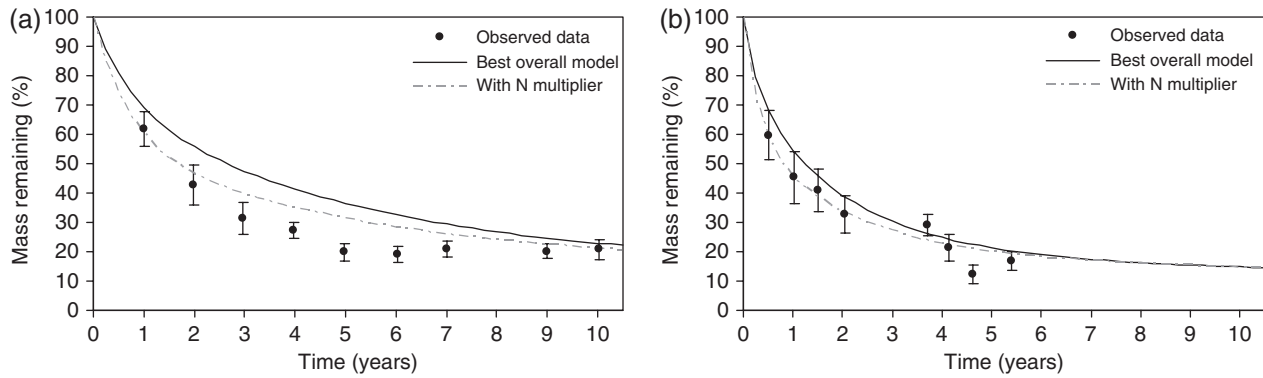 (a)
100
90
80
70
60
50
40
30
20
10
0
Mass remaining (%)
0 1 2 3 4 5 6 7 8 9 10
Time (years)
Observed data
Best overall model
With N multiplier
(b)
100
90
80
70
60
50
40
30
20
10
0
Mass remaining (%)
0 1 2 3 4 5 6 7 8 9 10
Time (years)
Observed data
Best overall model
With N multiplier